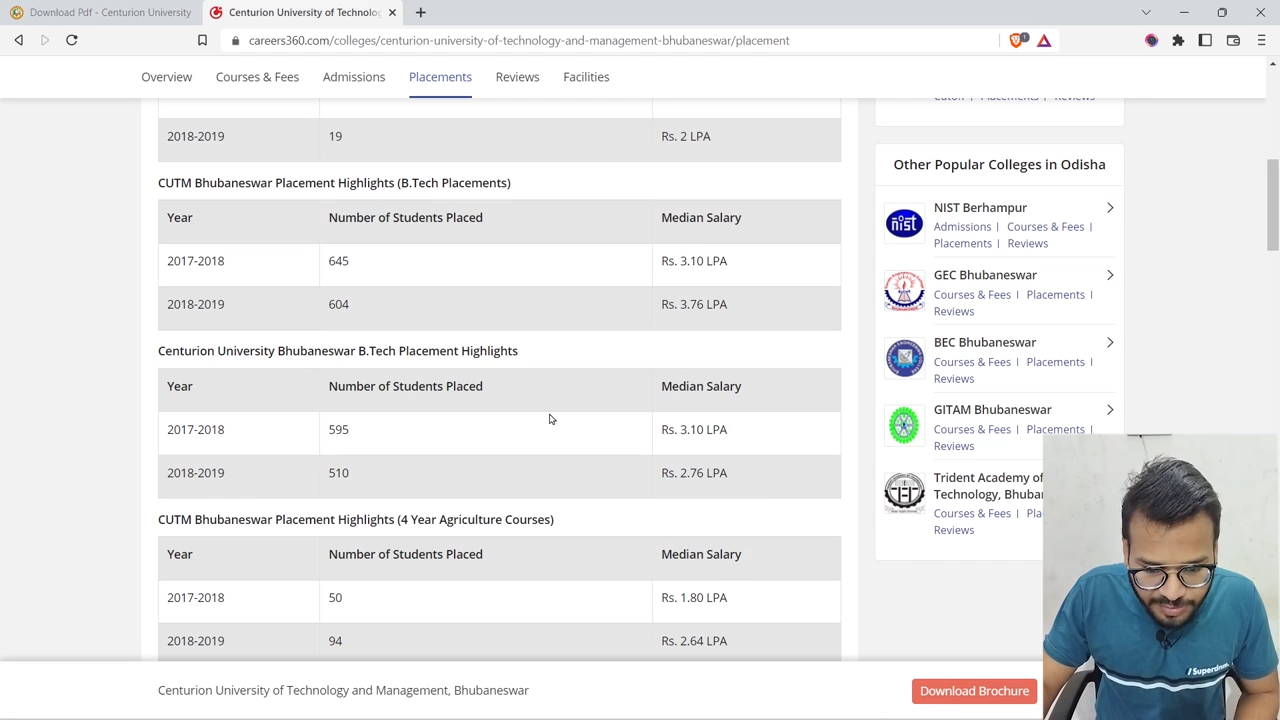 Download Pdf - Centurion University
Centurion University of Technolo
careers360.com/colleges/centurion-university-of-technology-and-management-bhubaneswar/placement
1
Overview Courses & Fees Admissions Placements Reviews Facilities
Cutoff | Placements | Reviews
2018-2019 19 Rs. 2 LPA
CUTM Bhubaneswar Placement Highlights (B.Tech Placements)
Year Number of Students Placed Median Salary
2017-2018 645 Rs. 3.10 LPA
2018-2019 604 Rs. 3.76 LPA
Centurion University Bhubaneswar B.Tech Placement Highlights
Year Number of Students Placed Median Salary
2017-2018 595 Rs. 3.10 LPA
2018-2019 510 Rs. 2.76 LPA
CUTM Bhubaneswar Placement Highlights (4 Year Agriculture Courses)
Year Number of Students Placed Median Salary
2017-2018 50 Rs. 1.80 LPA
2018-2019 94 Rs. 2.64 LPA
Other Popular Colleges in Odisha
nist
NIST Berhampur
Admissions | Courses & Fees |
Placements | Reviews
GEC Bhubaneswar
Courses & Fees | Placements |
Reviews
BEC Bhubaneswar
Courses & Fees | Placements |
Reviews
GITAM Bhubaneswar
Courses & Fees | Placements |
Reviews
Trident Academy of
Technology, Bhuba
Courses & Fees | Pla
Reviews
Centurion University of Technology and Management, Bhubaneswar
Download Brochure